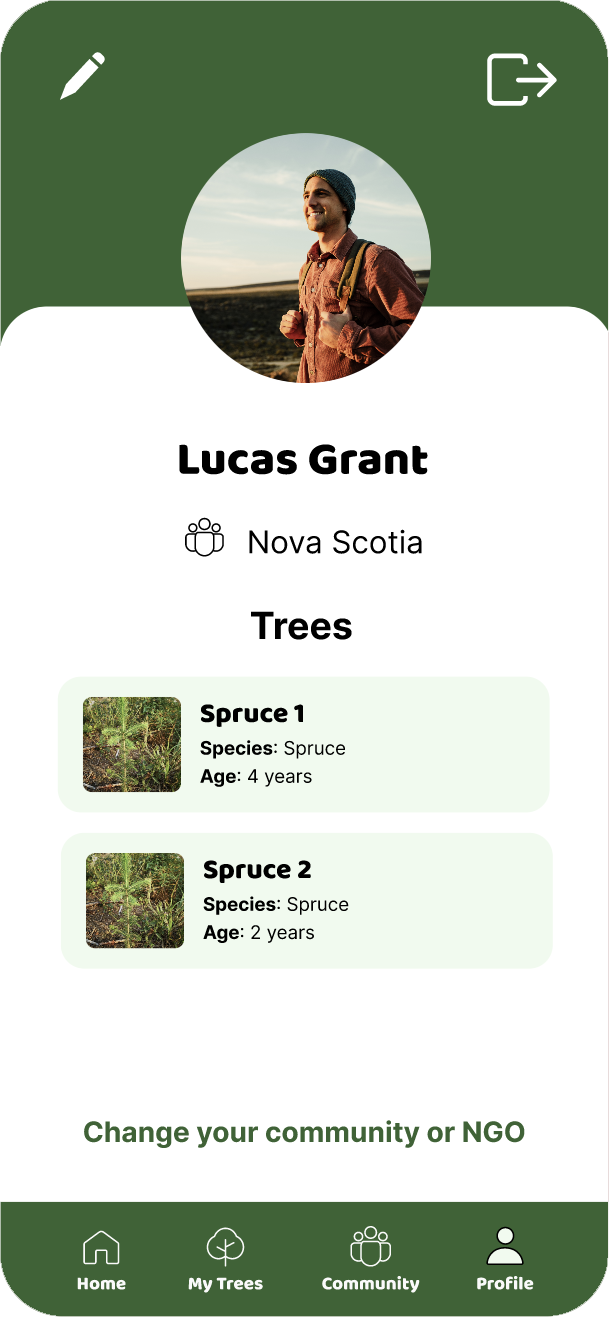 Lucas Grant
Nova Scotia
Trees
Spruce 1
Species: Spruce
Age: 4 years
Spruce 2
Species: Spruce
Age: 2 years
Change your community or NGO
Home
My Trees
Community
Profile